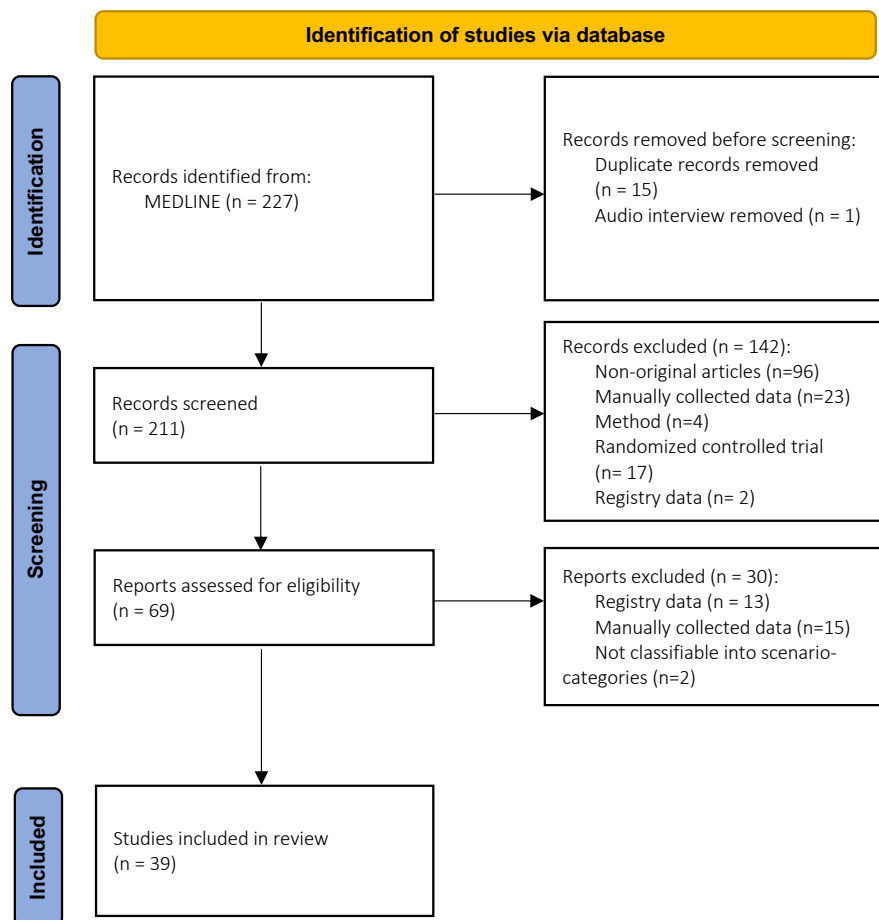 Identification of studies via database
Identification
Records identified from:
MEDLINE (n = 227)
Records removed before screening:
Duplicate records removed
(n = 15)
Audio interview removed (n = 1)
Screening
Records screened
(n = 211)
Records excluded (n = 142):
Non-original articles (n=96)
Manually collected data (n=23)
Method (n=4)
Randomized controlled trial
(n= 17)
Registry data (n= 2)
Reports assessed for eligibility
(n = 69)
Reports excluded (n = 30):
Registry data (n = 13)
Manually collected data (n=15)
Not classifiable into scenario-
categories (n=2)
Included
Studies included in review
(n = 39)